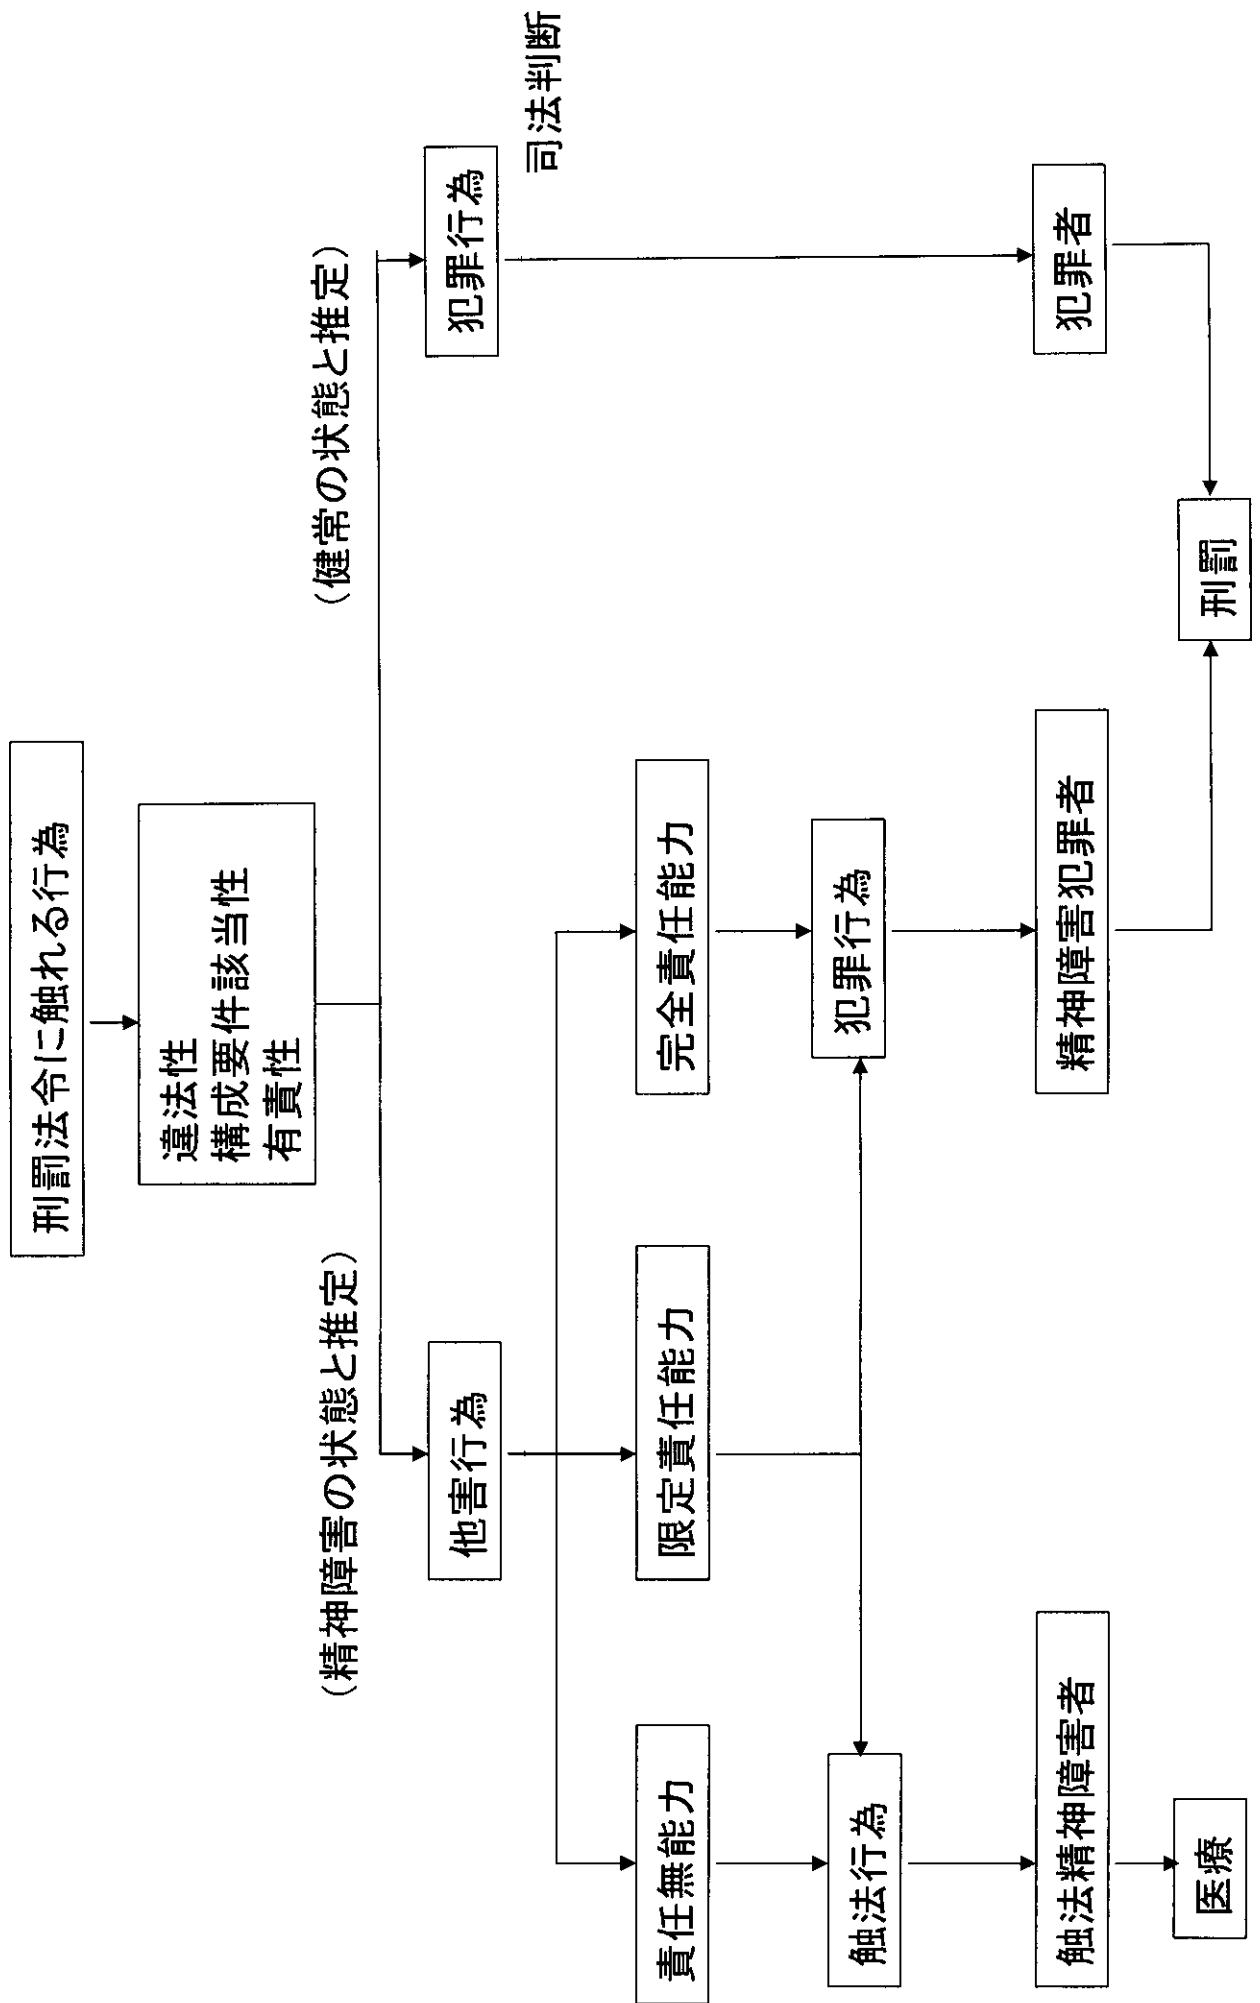 刑罰法令に触れる行為
違法性
構成要件該当性
有責性
(精神障害の状態と推定)
(健常の状態と推定)
他害行為
犯罪行為
司法判断
責任無能力
限定責任能力
完全責任能力
触法行為
犯罪行為
触法精神障害者
精神障害犯罪者
犯罪者
医療
刑罰